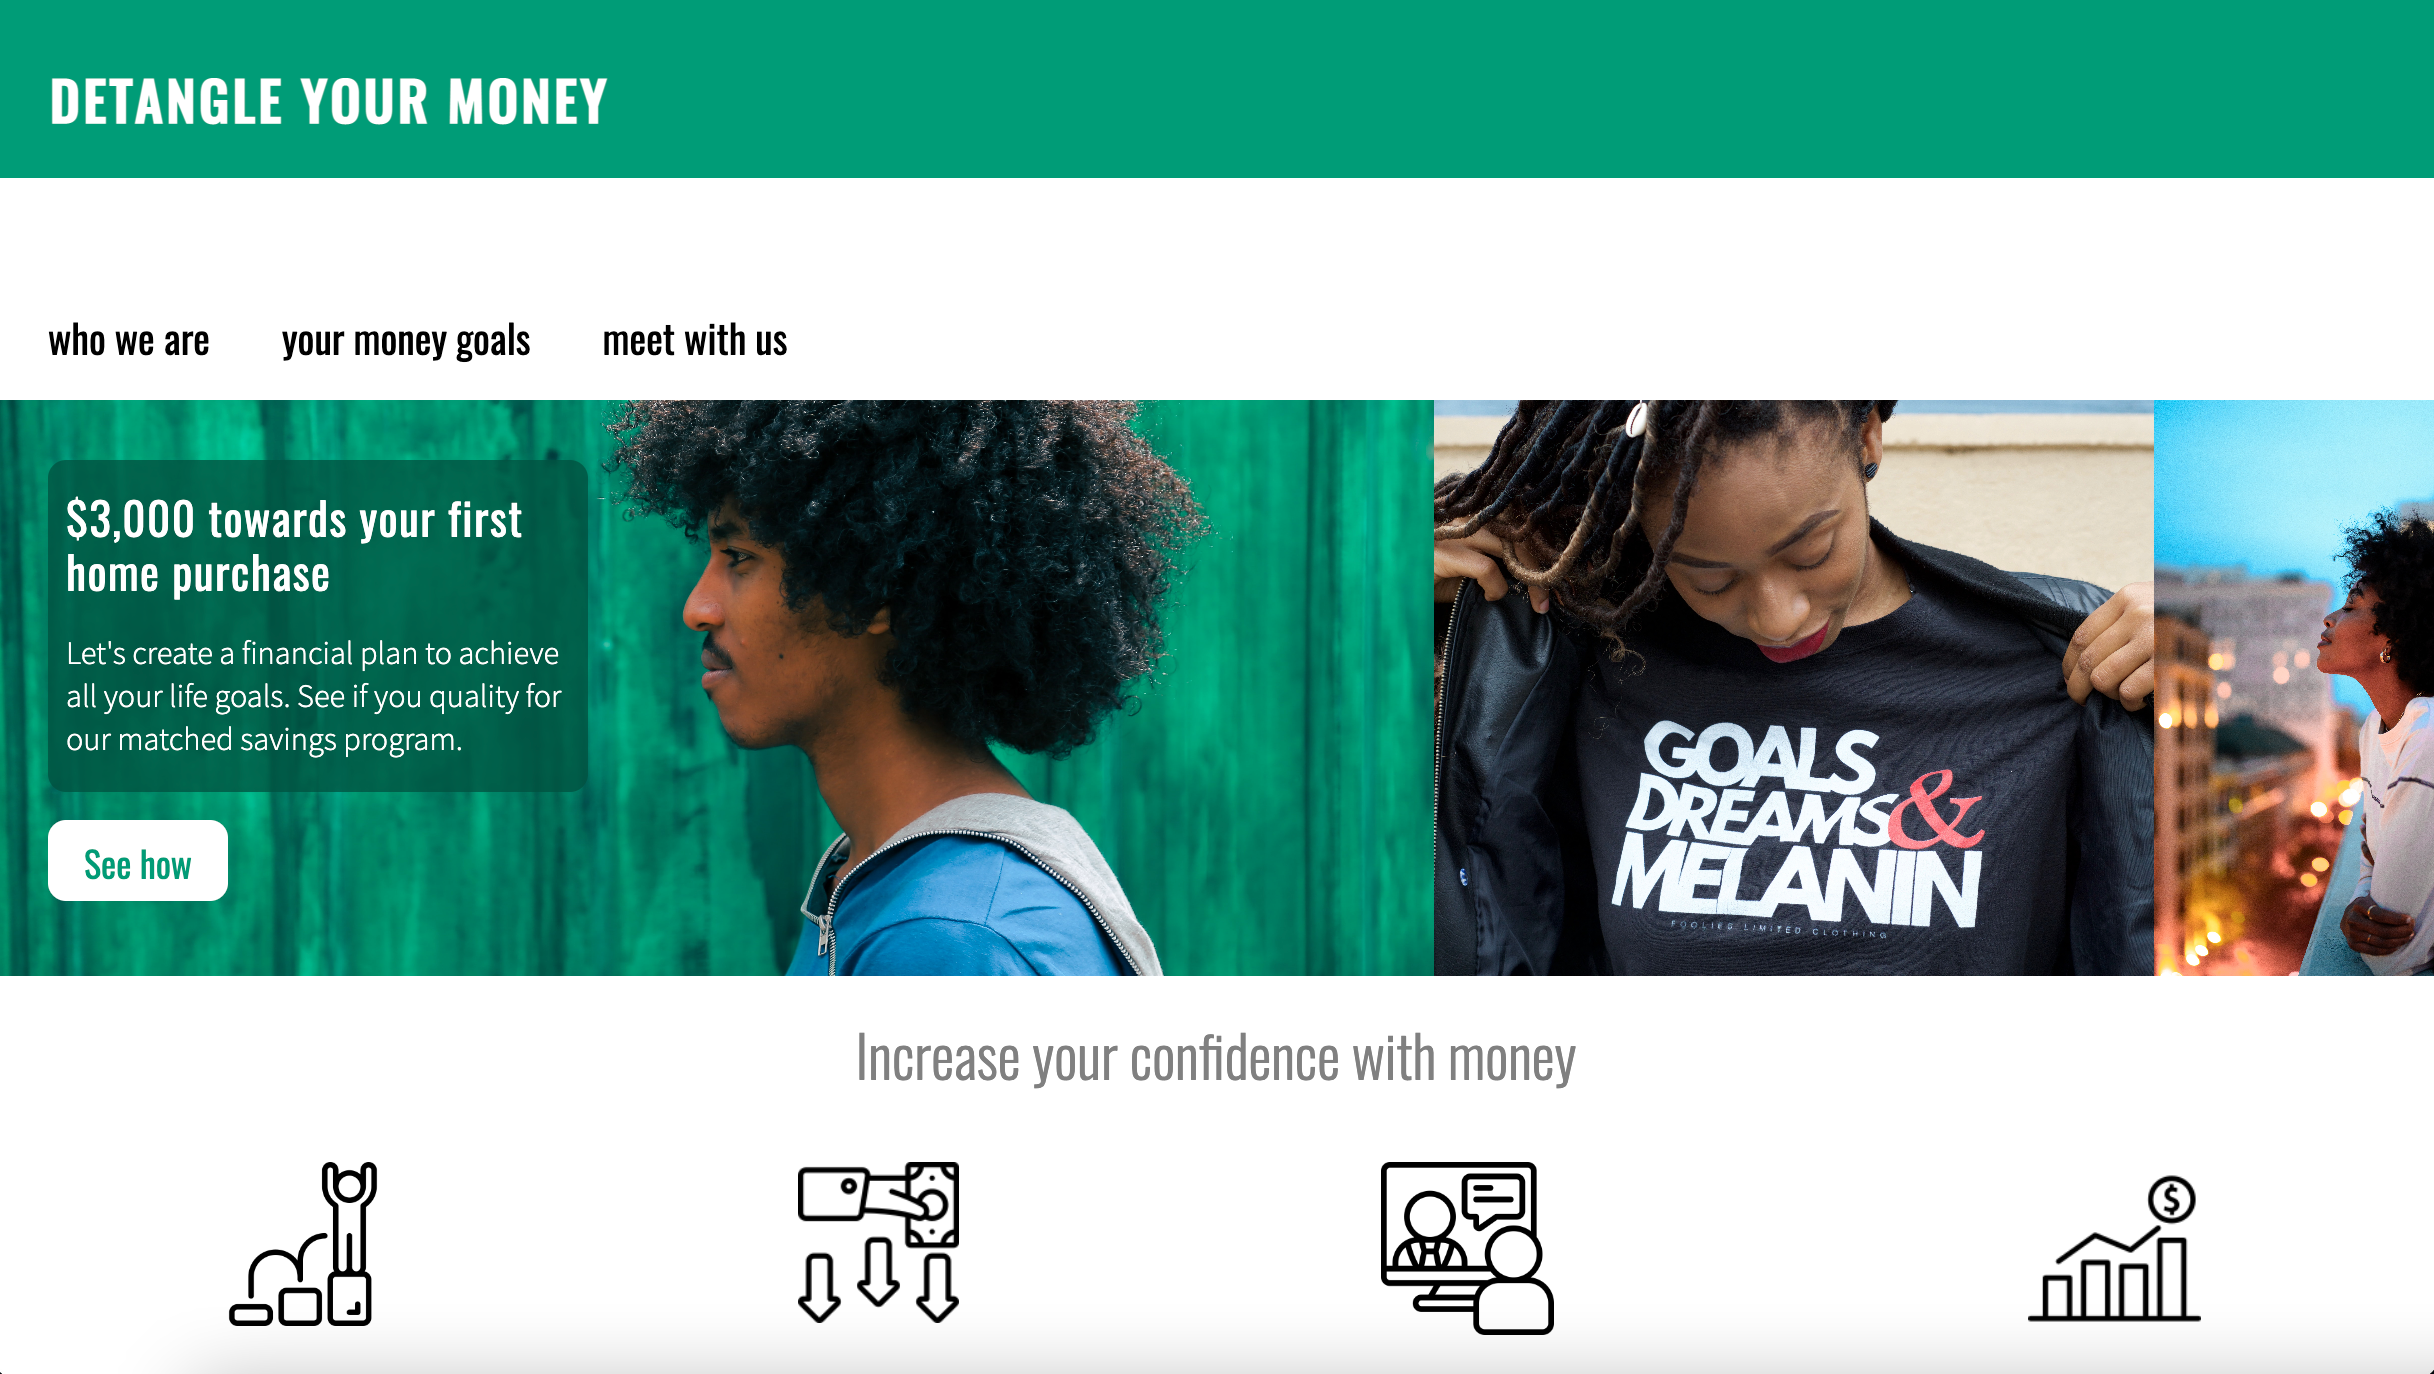 DETANGLE YOUR MONEY
who we are your money goals meet with us
$3,000 towards your first
home purchase
Let's create a financial plan to achieve
all your life goals. See if you quality for
our matched savings program.
See how
GOALS
DREAMS &
MELANIN
FOOLIES LIMITED CLOTHING
Increase your confidence with money
$